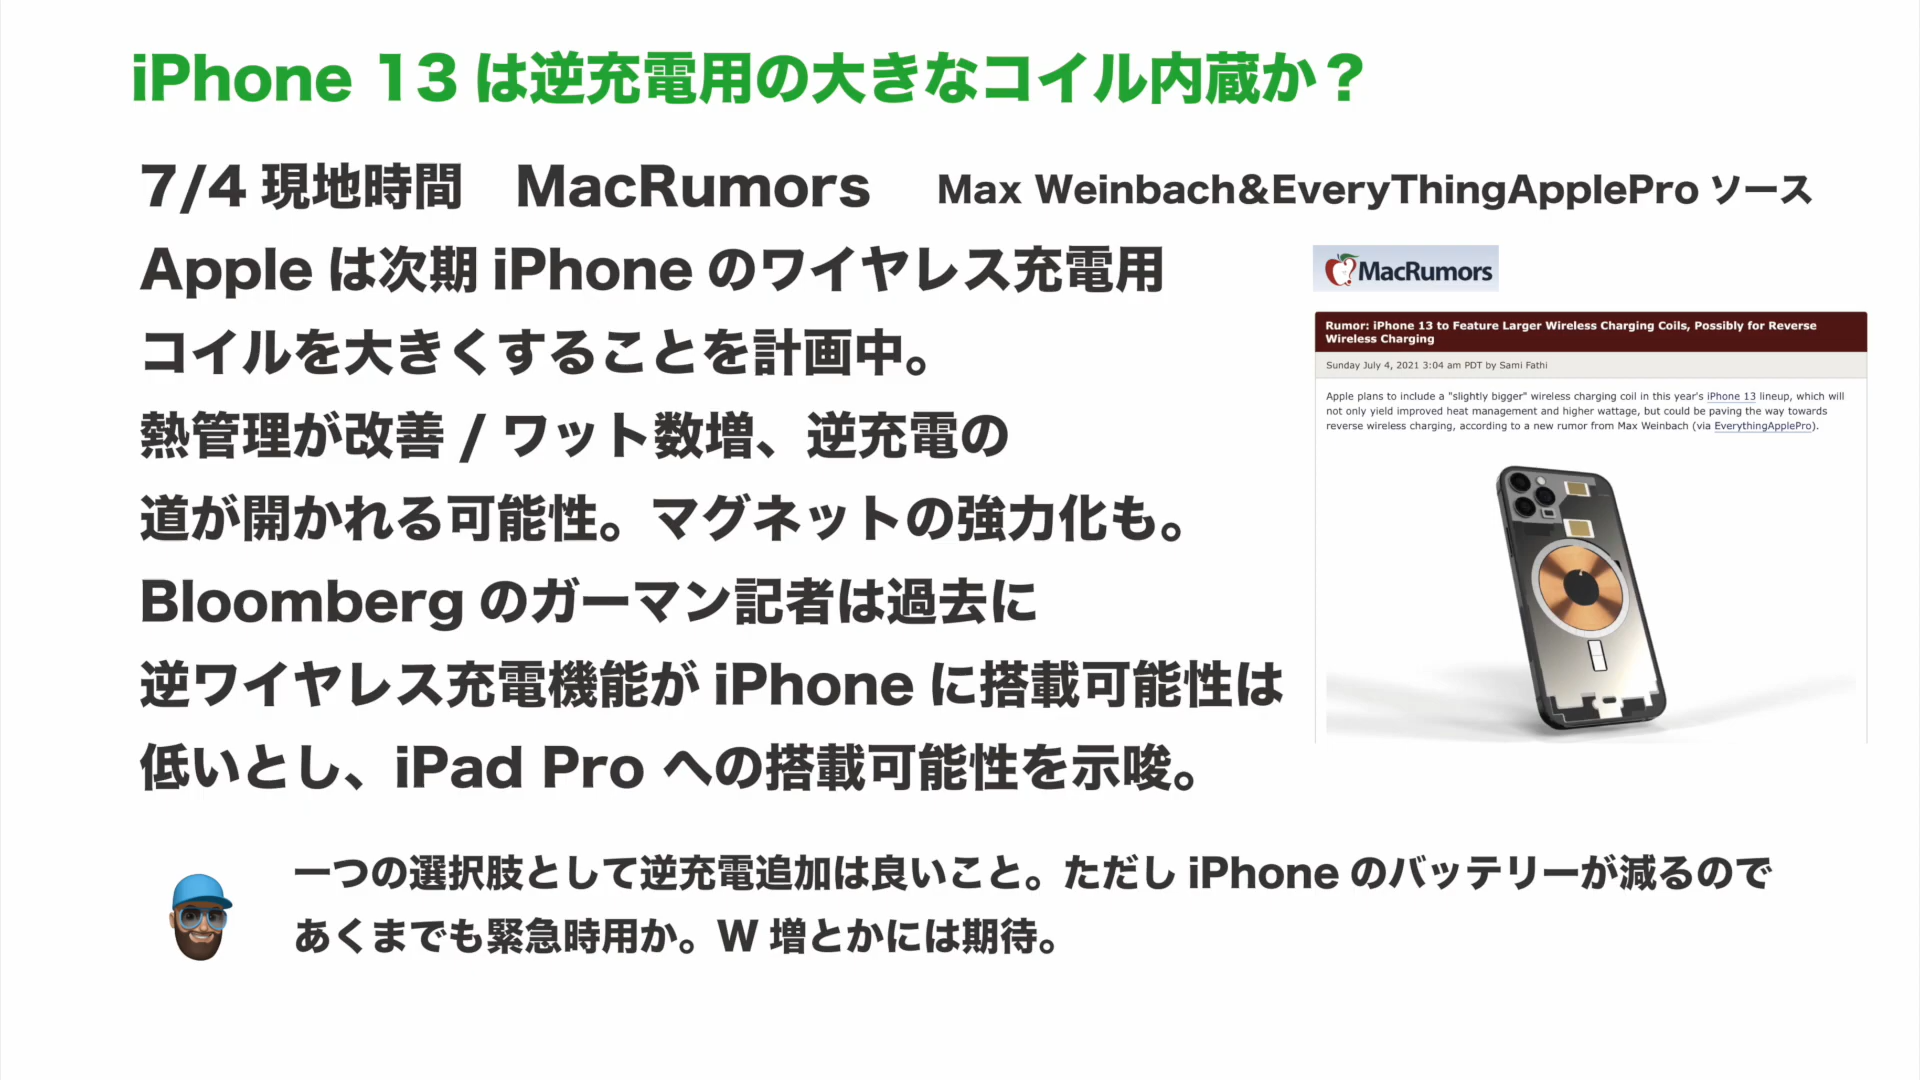 iPhone 13 は逆充電用の大きなコイル内蔵か？
7/4 現地時間　MacRumors　Max Weinbach&EveryThingApplePro ソース
Apple は次期 iPhone のワイヤレス充電用
コイルを大きくすることを計画中。
熱管理が改善 / ワット数増、逆充電の
道が開かれる可能性。マグネットの強力化も。
Bloomberg のガーマン記者は過去に
逆ワイヤレス充電機能が iPhone に搭載可能性は
低いとし、iPad Pro への搭載可能性を示唆。
MacRumors
Rumor: iPhone 13 to Feature Larger Wireless Charging Coils, Possibly for Reverse
Wireless Charging
Sunday July 4, 2021 3:04 am PDT by Sami Fathi
Apple plans to include a "slightly bigger" wireless charging coil in this year's iPhone 13 lineup, which will
not only yield improved heat management and higher wattage, but could be paving the way towards
reverse wireless charging, according to a new rumor from Max Weinbach (via EverythingApplePro).
一つの選択肢として逆充電追加は良いこと。ただし iPhone のバッテリーが減るので
あくまでも緊急時用か。W 増とかには期待。